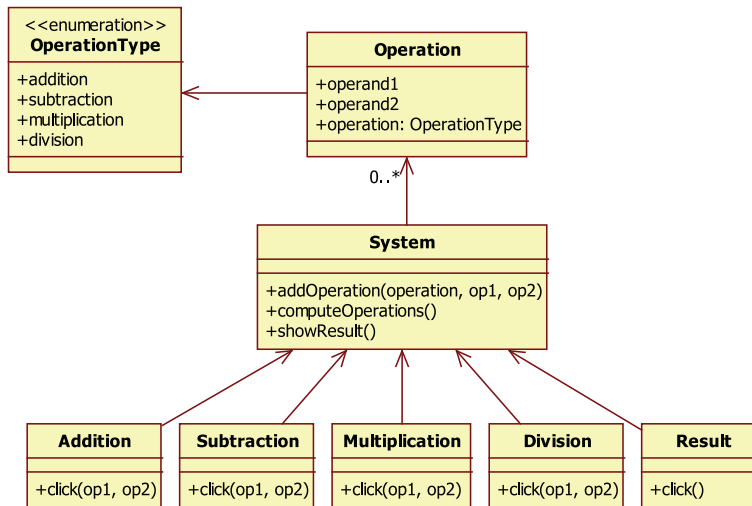 <<enumeration>>
OperationType
+addition
+subtraction
+multiplication
+division
Operation
+operand1
+operand2
+operation: OperationType
0..*
System
+addOperation(operation, op1, op2)
+computeOperations()
+showResult()
Addition
+click(op1, op2)
Subtraction
+click(op1, op2)
Multiplication
+click(op1, op2)
Division
+click(op1, op2)
Result
+click()